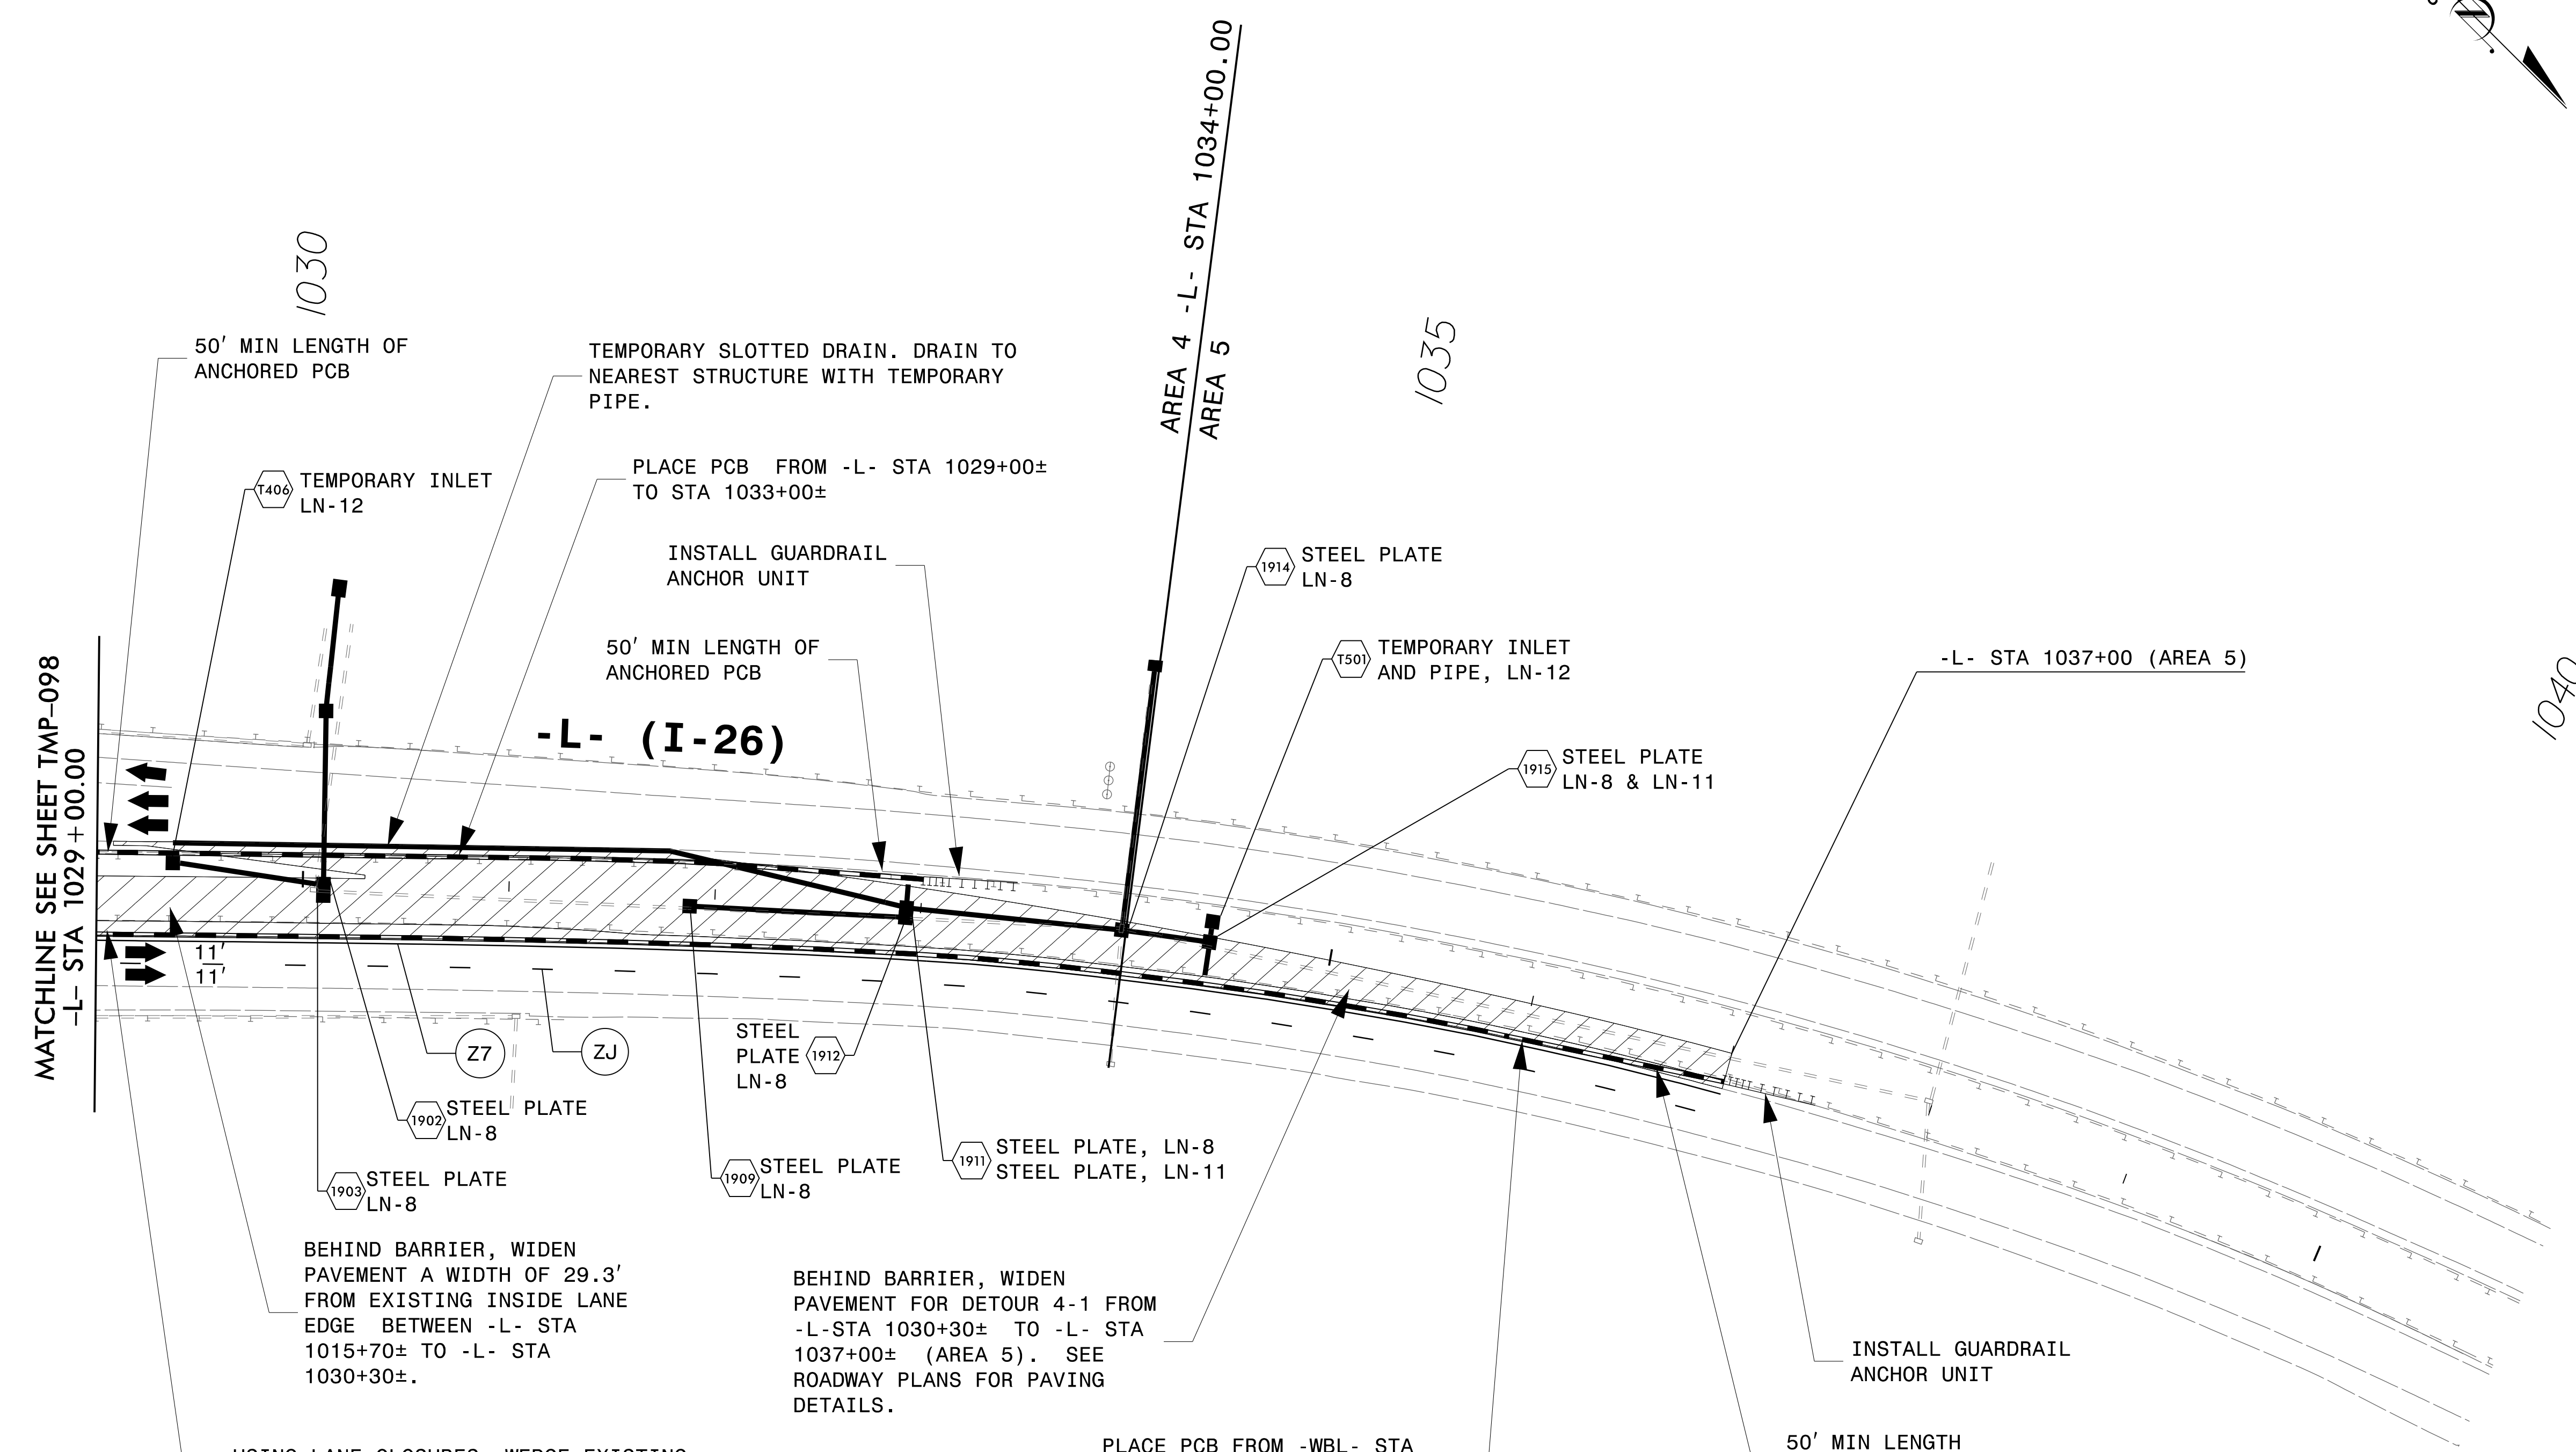 AREA 4 -L- STA 1034+00.00
AREA 5
1030
1035
1040
50' MIN LENGTH OF
ANCHORED PCB
TEMPORARY SLOTTED DRAIN. DRAIN TO
NEAREST STRUCTURE WITH TEMPORARY
PIPE.
T406
TEMPORARY INLET
LN-12
PLACE PCB FROM -L- STA 1029+00±
TO STA 1033+00±
INSTALL GUARDRAIL
ANCHOR UNIT
50' MIN LENGTH OF
ANCHORED PCB
1914
STEEL PLATE
LN-8
T501
TEMPORARY INLET
AND PIPE, LN-12
-L- STA 1037+00 (AREA 5)
1915
STEEL PLATE
LN-8 & LN-11
-L- (I-26)
MATCHLINE SEE SHEET TMP-098
-L- STA 1029+00.00
11'
11'
Z7
ZJ
STEEL
PLATE
LN-8
1912
1902
STEEL PLATE
LN-8
1903
STEEL PLATE
LN-8
1909
STEEL PLATE
LN-8
1911
STEEL PLATE, LN-8
STEEL PLATE, LN-11
BEHIND BARRIER, WIDEN
PAVEMENT A WIDTH OF 29.3'
FROM EXISTING INSIDE LANE
EDGE BETWEEN -L- STA
1015+70± TO -L- STA
1030+30±.
BEHIND BARRIER, WIDEN
PAVEMENT FOR DETOUR 4-1 FROM
-L-STA 1030+30± TO -L- STA
1037+00± (AREA 5). SEE
ROADWAY PLANS FOR PAVING
DETAILS.
INSTALL GUARDRAIL
ANCHOR UNIT
USING LANE CLOSURES, WEDGE EXISTING
PLACE PCB FROM -WBL- STA
50' MIN LENGTH